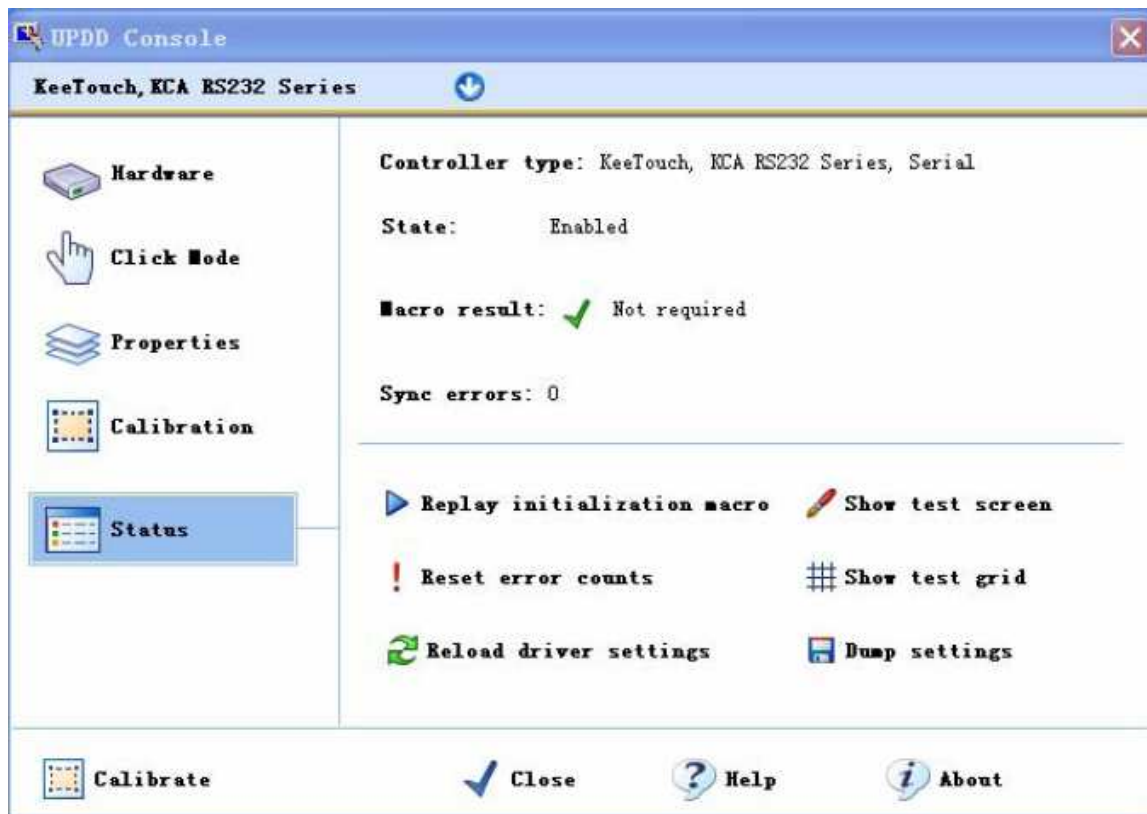 UPDD Console
KeeTouch, KCA RS232 Series
Hardware
Click Mode
Properties
Calibration
Status
Controller type: KeeTouch, KCA RS232 Series, Serial
State: Enabled
Macro result: Not required
Sync errors: 0
Replay initialization macro
Show test screen
Reset error counts
Show test grid
Reload driver settings
Dump settings
Calibrate
Close
Help
About